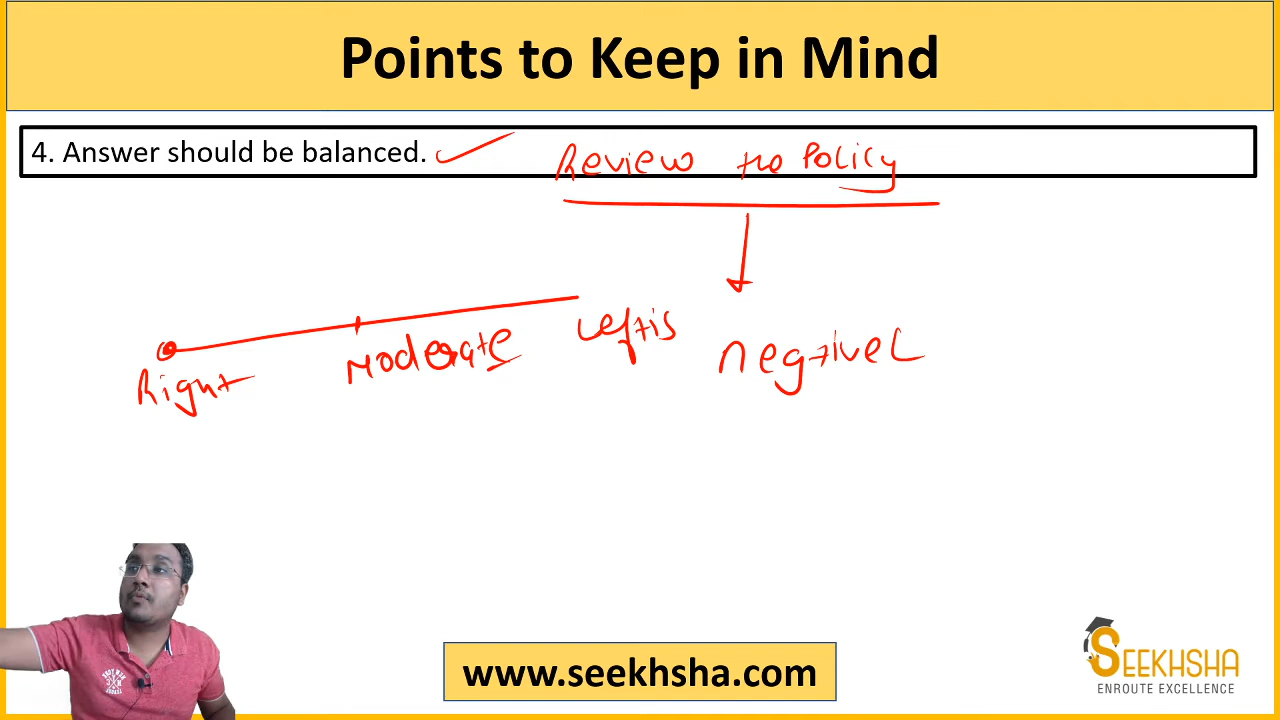 Points to Keep in Mind
4. Answer should be balanced.
Review the Policy
Right
Moderate
Leftis
negtive
www.seekhsha.com
SEEKHSHA
ENROUTE EXCELLENCE